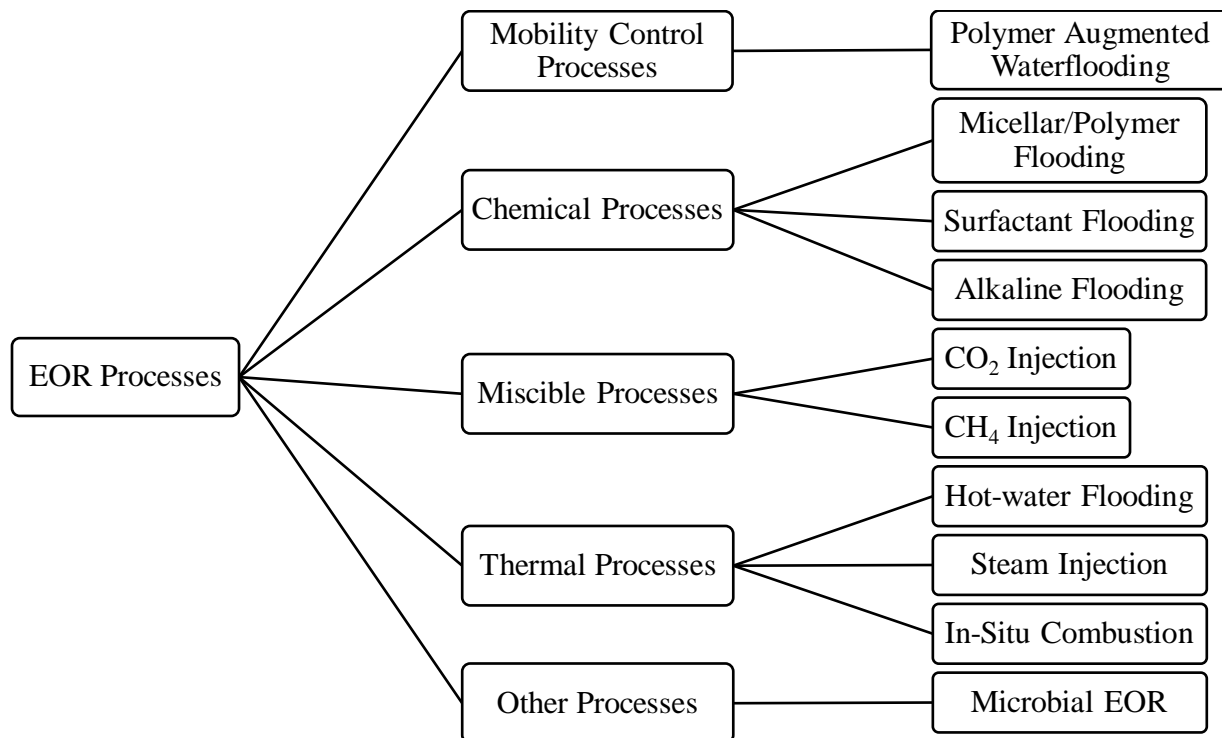 EOR Processes
Mobility Control
Processes
Polymer Augmented
Waterflooding
Chemical Processes
Micellar/Polymer
Flooding
Surfactant Flooding
Alkaline Flooding
Miscible Processes
CO₂ Injection
CH₄ Injection
Thermal Processes
Hot-water Flooding
Steam Injection
In-Situ Combustion
Other Processes
Microbial EOR